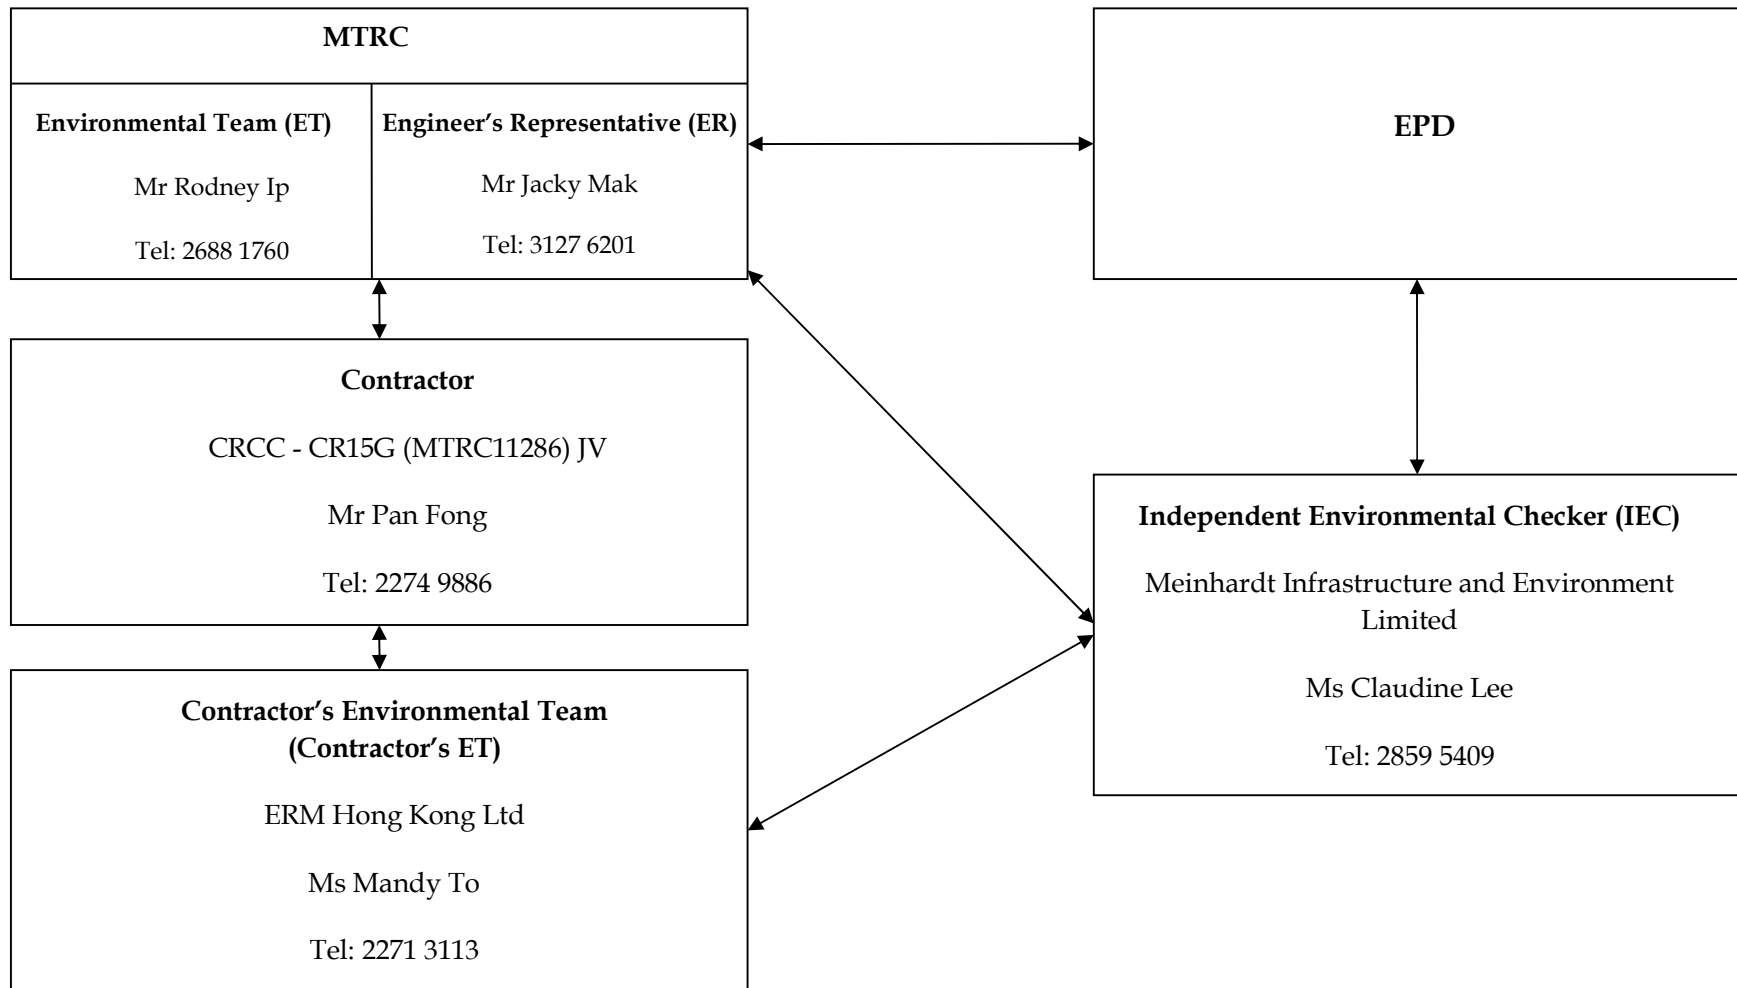 MTRC
Environmental Team (ET)
Mr Rodney Ip
Tel: 2688 1760
Engineer’s Representative (ER)
Mr Jacky Mak
Tel: 3127 6201
EPD
Contractor
CRCC - CR15G (MTRC11286) JV
Mr Pan Fong
Tel: 2274 9886
Independent Environmental Checker (IEC)
Meinhardt Infrastructure and Environment
Limited
Ms Claudine Lee
Tel: 2859 5409
Contractor’s Environmental Team
(Contractor’s ET)
ERM Hong Kong Ltd
Ms Mandy To
Tel: 2271 3113